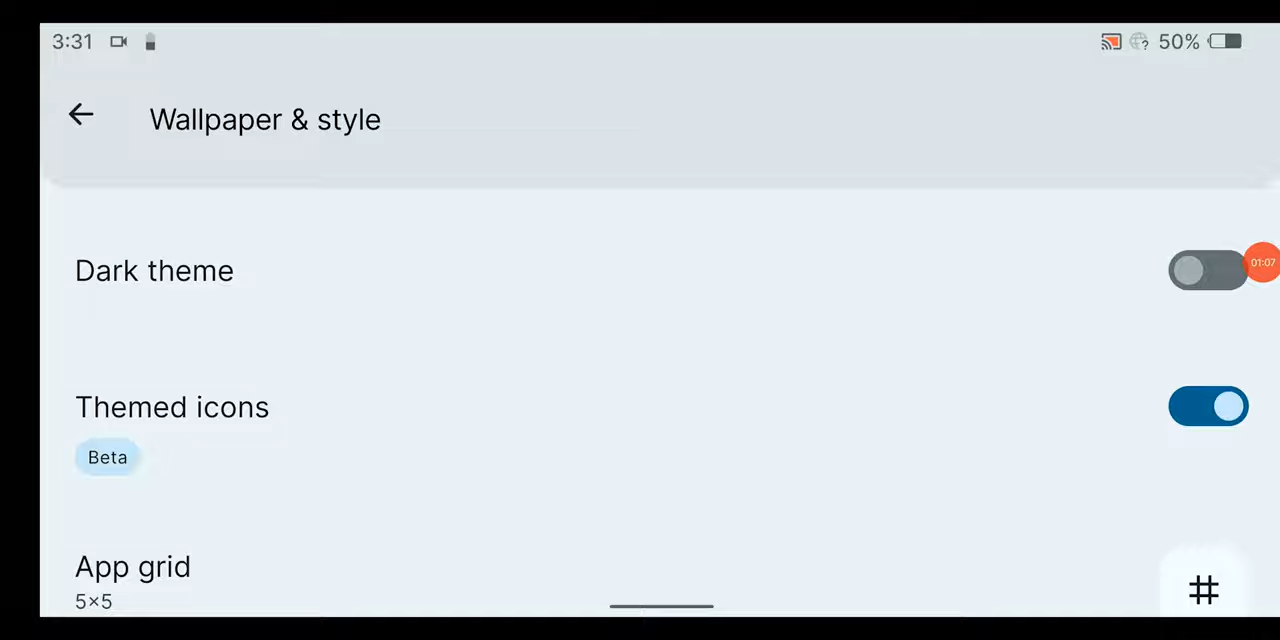 3:31 50%
Wallpaper & style
Dark theme
01:07
Themed icons
Beta
App grid
5×5